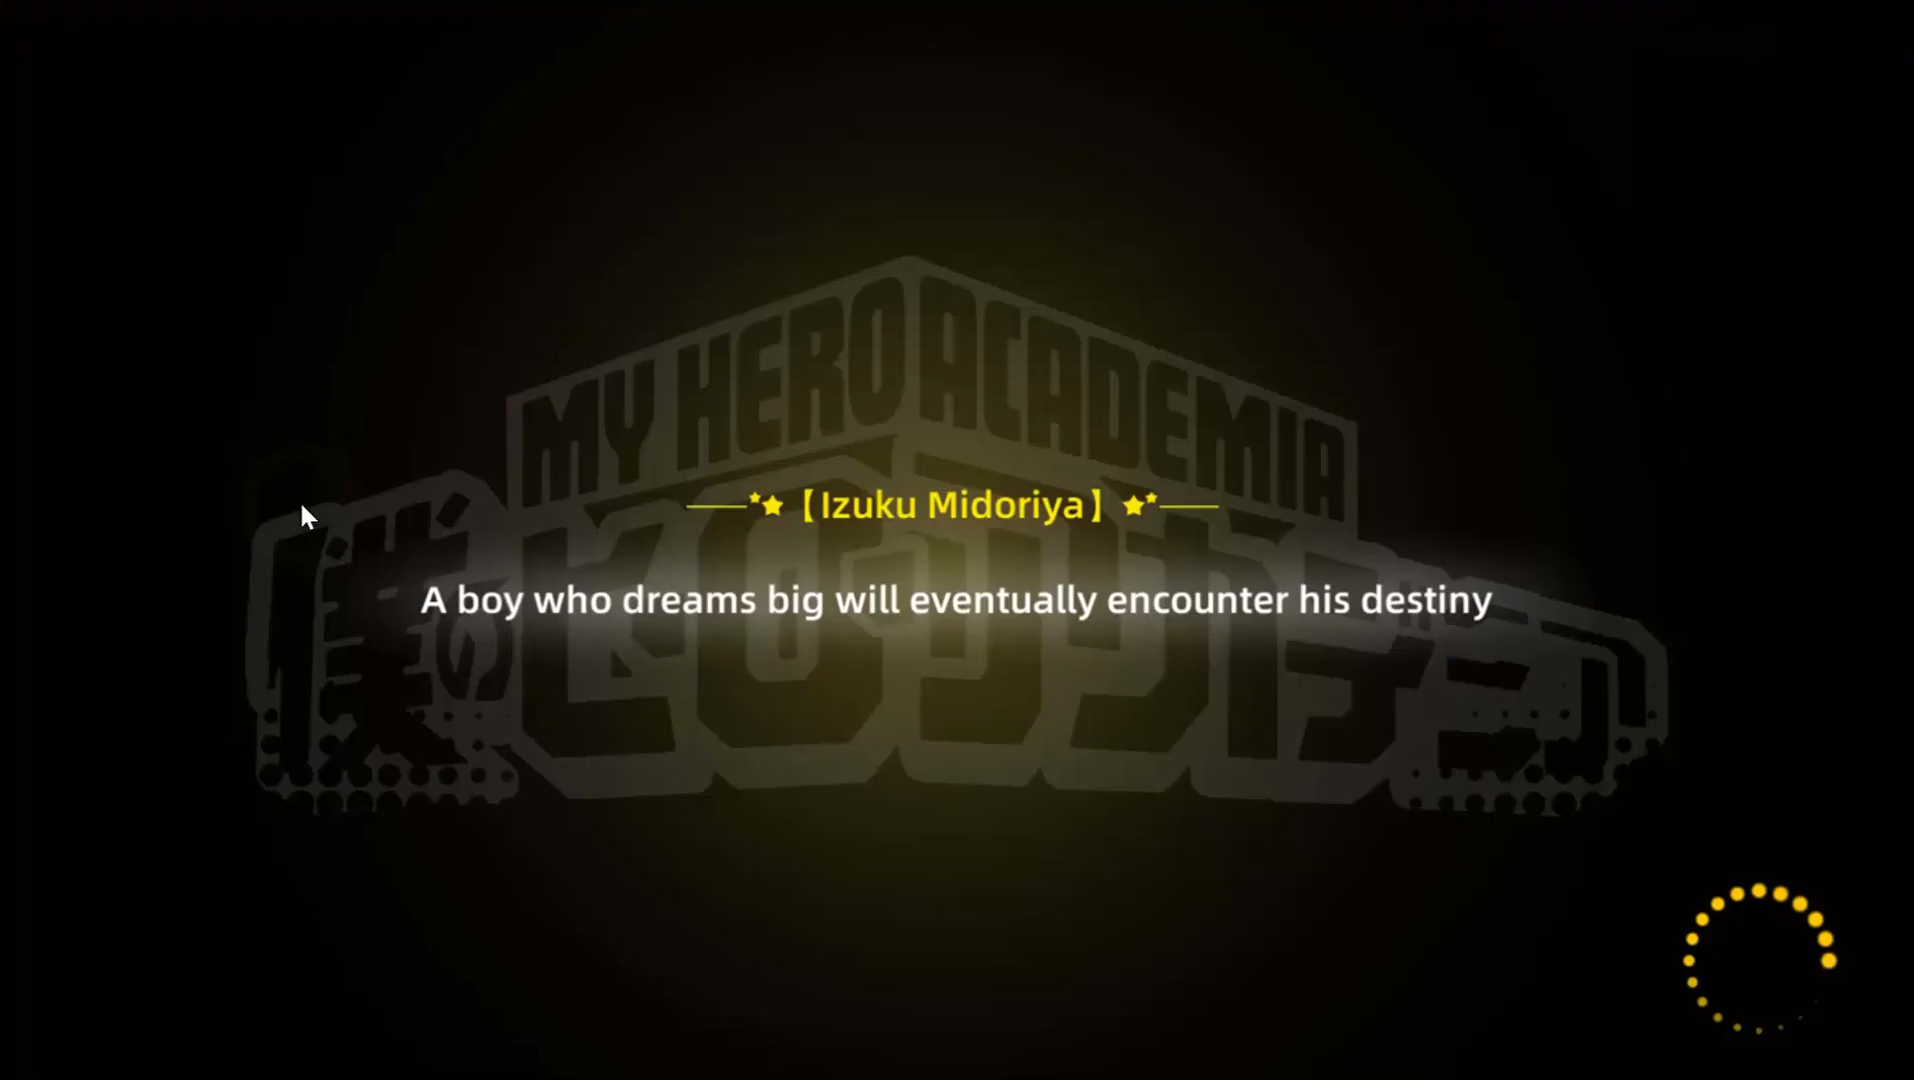 MY HERO ACADEMIA
【Izuku Midoriya】
A boy who dreams big will eventually encounter his destiny
僕のヒーローアカデミア